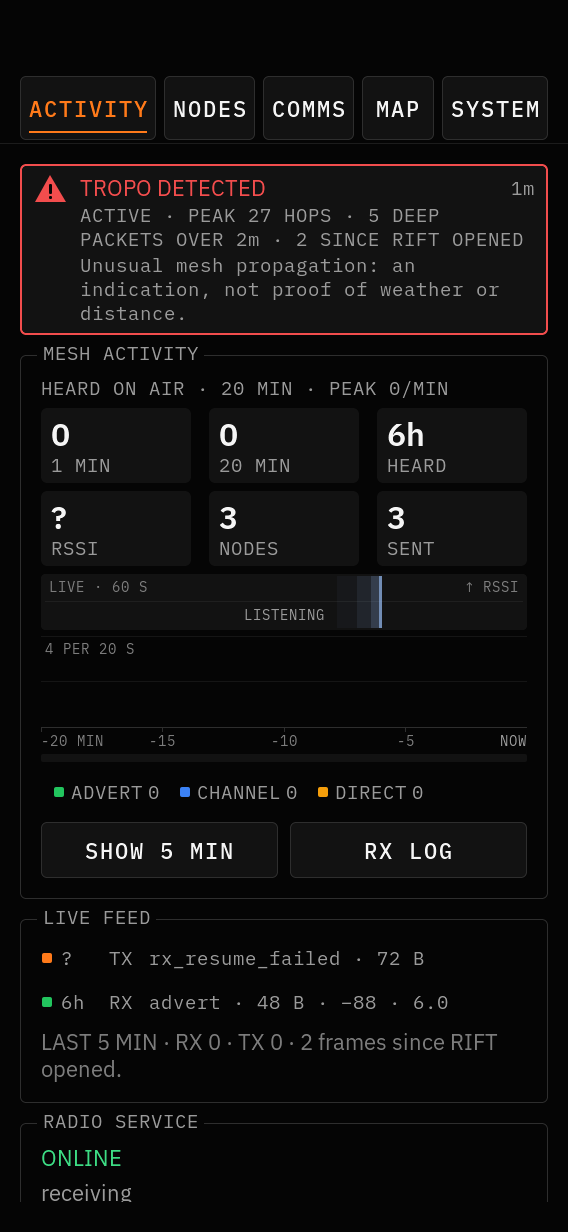 ACTIVITY NODES COMMS MAP SYSTEM
TROPO DETECTED 1m
ACTIVE · PEAK 27 HOPS · 5 DEEP
PACKETS OVER 2m · 2 SINCE RIFT OPENED
Unusual mesh propagation: an
indication, not proof of weather or
distance.
MESH ACTIVITY
HEARD ON AIR · 20 MIN · PEAK 0/MIN
0 0 6h
1 MIN 20 MIN HEARD
? 3 3
RSSI NODES SENT
LIVE · 60 S ↑ RSSI
LISTENING
4 PER 20 S
-20 MIN -15 -10 -5 NOW
ADVERT 0 CHANNEL 0 DIRECT 0
SHOW 5 MIN RX LOG
LIVE FEED
? TX rx_resume_failed · 72 B
6h RX advert · 48 B · −88 · 6.0
LAST 5 MIN · RX 0 · TX 0 · 2 frames since RIFT
opened.
RADIO SERVICE
ONLINE
receiving